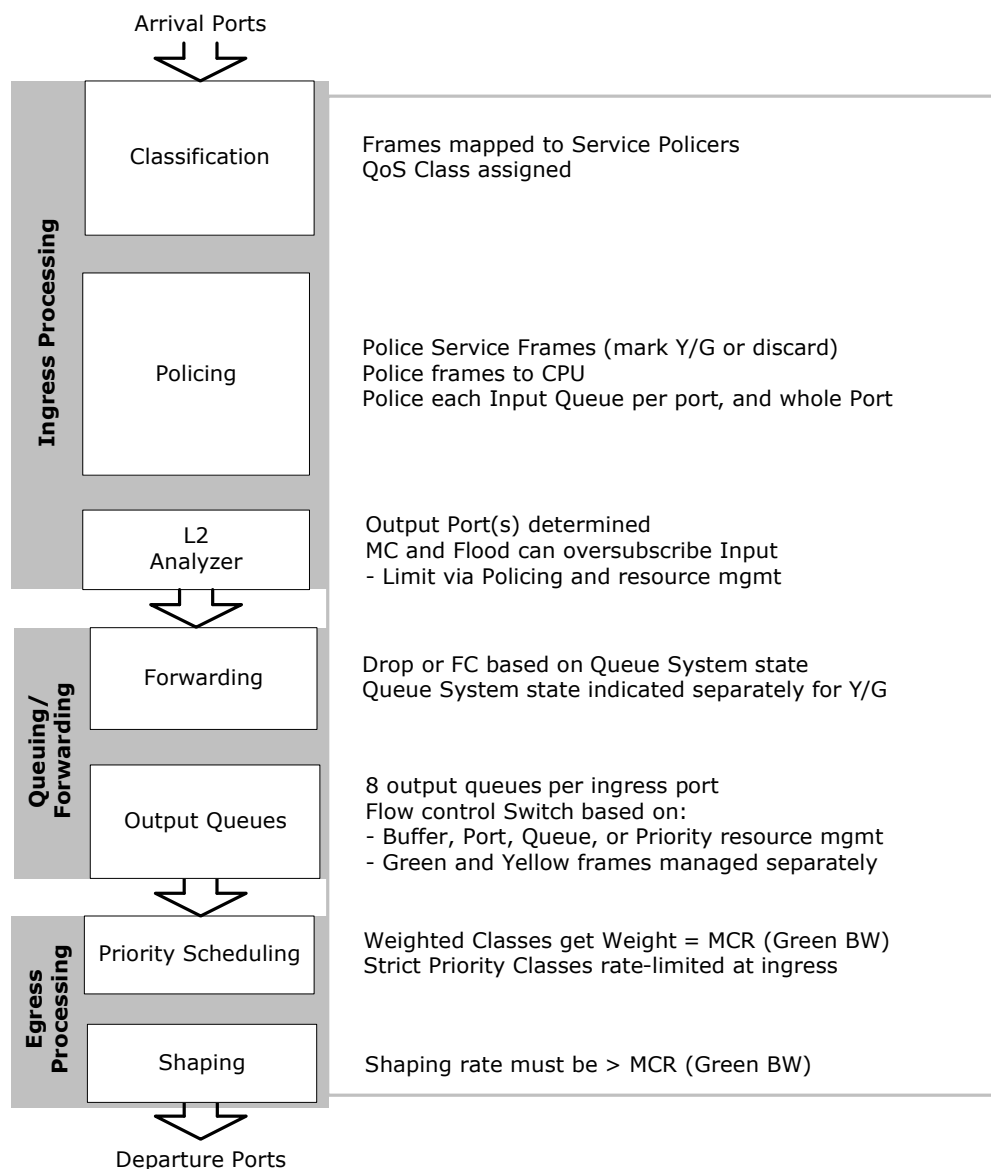 Arrival Ports
Ingress Processing
Classification
Frames mapped to Service Policers
QoS Class assigned
Policing
Police Service Frames (mark Y/G or discard)
Police frames to CPU
Police each Input Queue per port, and whole Port
L2
Analyzer
Output Port(s) determined
MC and Flood can oversubscribe Input
- Limit via Policing and resource mgmt
Queuing/
Forwarding
Forwarding
Drop or FC based on Queue System state
Queue System state indicated separately for Y/G
Output Queues
8 output queues per ingress port
Flow control Switch based on:
- Buffer, Port, Queue, or Priority resource mgmt
- Green and Yellow frames managed separately
Egress
Processing
Priority Scheduling
Weighted Classes get Weight = MCR (Green BW)
Strict Priority Classes rate-limited at ingress
Shaping
Shaping rate must be > MCR (Green BW)
Departure Ports